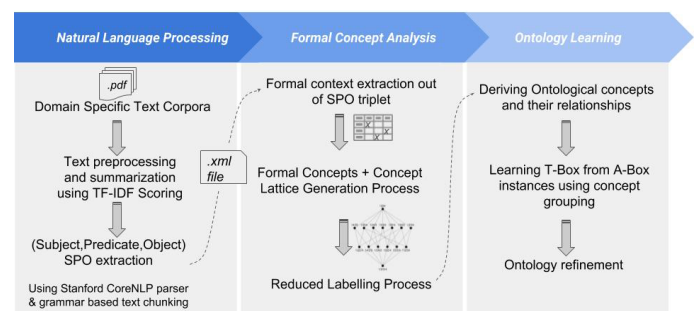 Natural Language Processing
Formal Concept Analysis
Ontology Learning
.pdf
Domain Specific Text Corpora
Text preprocessing
and summarization
using TF-IDF Scoring
(Subject,Predicate,Object)
SPO extraction
Using Stanford CoreNLP parser
& grammar based text chunking
.xml
file
Formal context extraction out
of SPO triplet
X
X
X
Formal Concepts + Concept
Lattice Generation Process
Reduced Labelling Process
Deriving Ontological concepts
and their relationships
Learning T-Box from A-Box
instances using concept
grouping
Ontology refinement